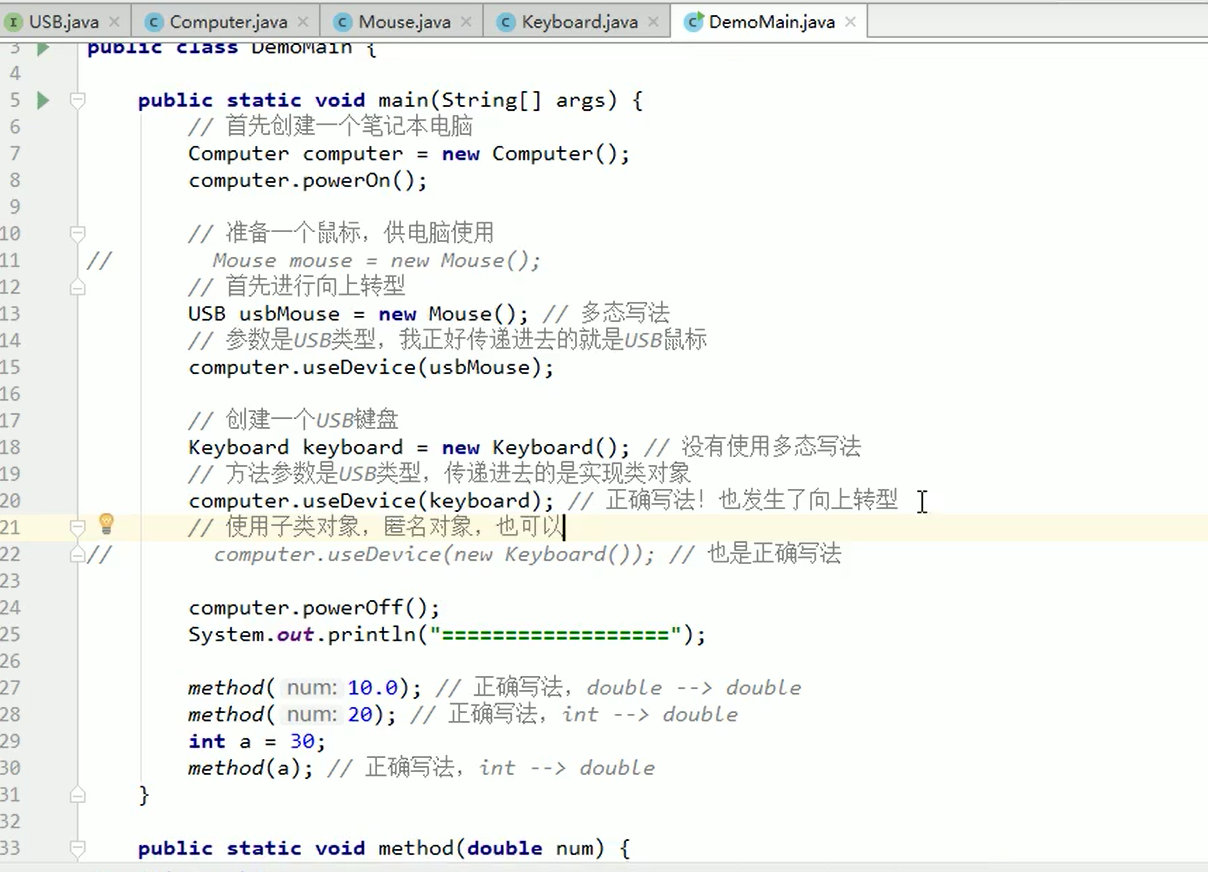 USB.java
Computer.java
Mouse.java
Keyboard.java
DemoMain.java
3 public class DemoMain {
4
5 public static void main(String[] args) {
6 // 首先创建一个笔记本电脑
7 Computer computer = new Computer();
8 computer.powerOn();
9
10 // 准备一个鼠标，供电脑使用
11 // Mouse mouse = new Mouse();
12 // 首先进行向上转型
13 USB usbMouse = new Mouse(); // 多态写法
14 // 参数是USB类型，我正好传递进去的就是USB鼠标
15 computer.useDevice(usbMouse);
16
17 // 创建一个USB键盘
18 Keyboard keyboard = new Keyboard(); // 没有使用多态写法
19 // 方法参数是USB类型，传递进去的是实现类对象
20 computer.useDevice(keyboard); // 正确写法！也发生了向上转型
21 // 使用子类对象，匿名对象，也可以
22 // computer.useDevice(new Keyboard()); // 也是正确写法
23
24 computer.powerOff();
25 System.out.println("==================");
26
27 method( num: 10.0); // 正确写法，double --> double
28 method( num: 20); // 正确写法，int --> double
29 int a = 30;
30 method(a); // 正确写法，int --> double
31 }
32
33 public static void method(double num) {